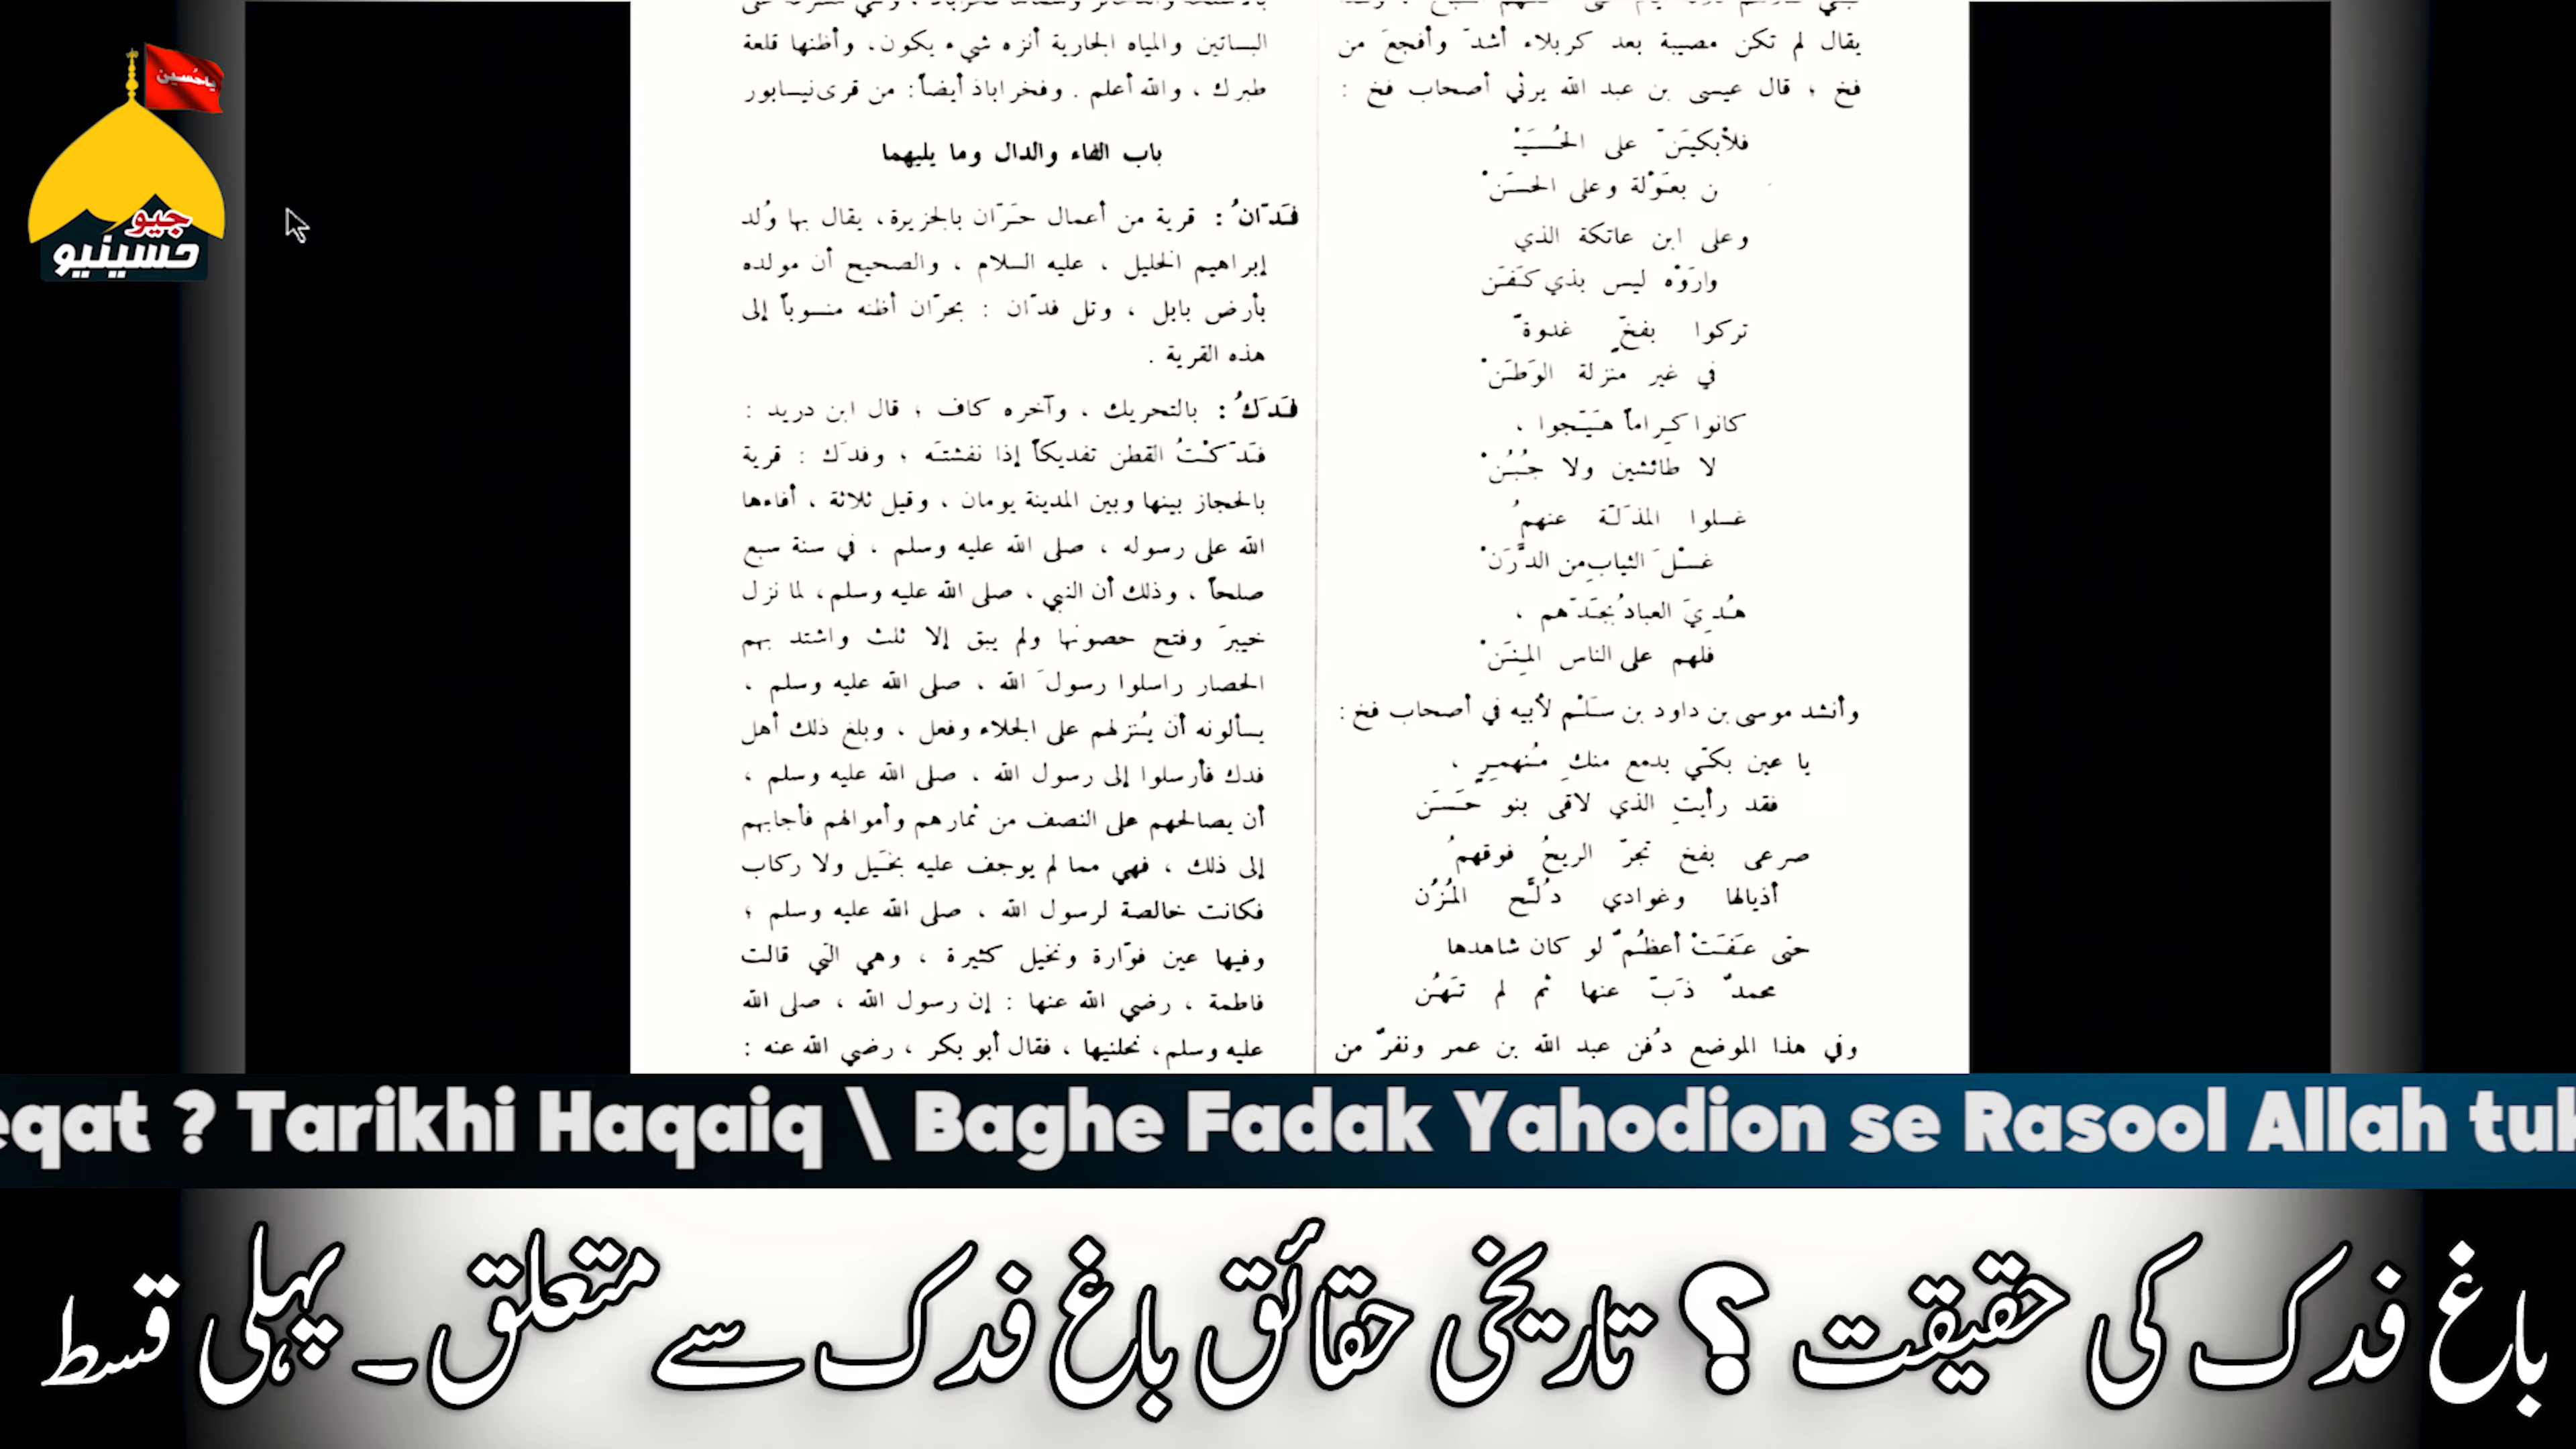 ياحسين
جیو
حسینیو
يقال لم تكن مصيبة بعد كربلاء أشدّ وأفجعَ من
فخ ؛ قال عيسى بن عبد الله يرثي أصحاب فخ :
فلأبكيَنّ على الحُسَيْـ
ن بعَوْلة وعلى الحسَنْ
وعلى ابن عاتكة الذي
وارَوْه ليس بذي كَفَن
تركوا بفخّ غدوةً
في غير منزلة الوَطَنْ
كانوا كِراماً هَيّجوا ،
لا طائشين ولا جُبُنْ
غسلوا المذَلّة عنهمُ
غسْلَ الثيابِ من الدَّرَنْ
هُدِيَ العبادُ بجَدّهم ،
فلهم على الناس المِنَنْ
وأنشد موسى بن داود بن سَلْم لأبيه في أصحاب فخ :
يا عين بكّي بدمع منكِ مُنهمِرٍ ،
فقد رأيتِ الذي لاقى بنو حَسَن
صرعى بفخ تجرّ الريحُ فوقهمُ
أذيالها وغوادي دُلَّح المُزُن
حتى عَفَتْ أعظُمٌ لو كان شاهدها
محمدٌ ذَبّ عنها ثم لم تَهُن
وفي هذا الموضع دُفن عبد الله بن عمر ونفرٌ من
البساتين والمياه الجارية أنزه شيء يكون، وأظنها قلعة
طبرك ، والله أعلم . وفخراباذ أيضاً : من قرى نيسابور
باب الفاء والدال وما يليهما
فَدّانُ : قرية من أعمال حَرّان بالجزيرة، يقال بها وُلد
إبراهيم الخليل ، عليه السلام ، والصحيح أن مولده
بأرض بابل ، وتل فدّان : بحرّان أظنه منسوباً إلى
هذه القرية .
فَدَكُ : بالتحريك ، وآخره كاف ؛ قال ابن دريد :
فَدّكْتُ القطن تفديكاً إذا نفشتَه ؛ وفدَك : قرية
بالحجاز بينها وبين المدينة يومان ، وقيل ثلاثة ، أفاءها
الله على رسوله ، صلى الله عليه وسلم ، في سنة سبع
صلحاً ، وذلك أن النبي ، صلى الله عليه وسلم، لما نزل
خيبرَ وفتح حصونها ولم يبق إلا ثلث واشتد بهم
الحصار راسلوا رسولَ الله ، صلى الله عليه وسلم ،
يسألونه أن يُنزلهم على الجلاء وفعل ، وبلغ ذلك أهل
فدك فأرسلوا إلى رسول الله ، صلى الله عليه وسلم ،
أن يصالحهم على النصف من ثمارهم وأموالهم فأجابهم
إلى ذلك ، فهي مما لم يوجف عليه بخَيل ولا ركاب
فكانت خالصة لرسول الله ، صلى الله عليه وسلم ؛
وفيها عين فوّارة ونخيل كثيرة ، وهي التي قالت
فاطمة ، رضي الله عنها : إن رسول الله ، صلى الله
عليه وسلم، نحلنيها ، فقال أبو بكر ، رضي الله عنه :
eqat ? Tarikhi Haqaiq \ Baghe Fadak Yahodion se Rasool Allah tuk
باغ فدک کی حقیقت ؟ تاریخی حقائق باغ فدک سے متعلق ۔ پہلی قسط